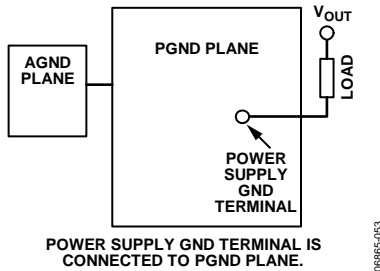 AGND
PLANE
PGND PLANE
VOUT
LOAD
POWER
SUPPLY
GND
TERMINAL
POWER SUPPLY GND TERMINAL IS
CONNECTED TO PGND PLANE.
06865-053